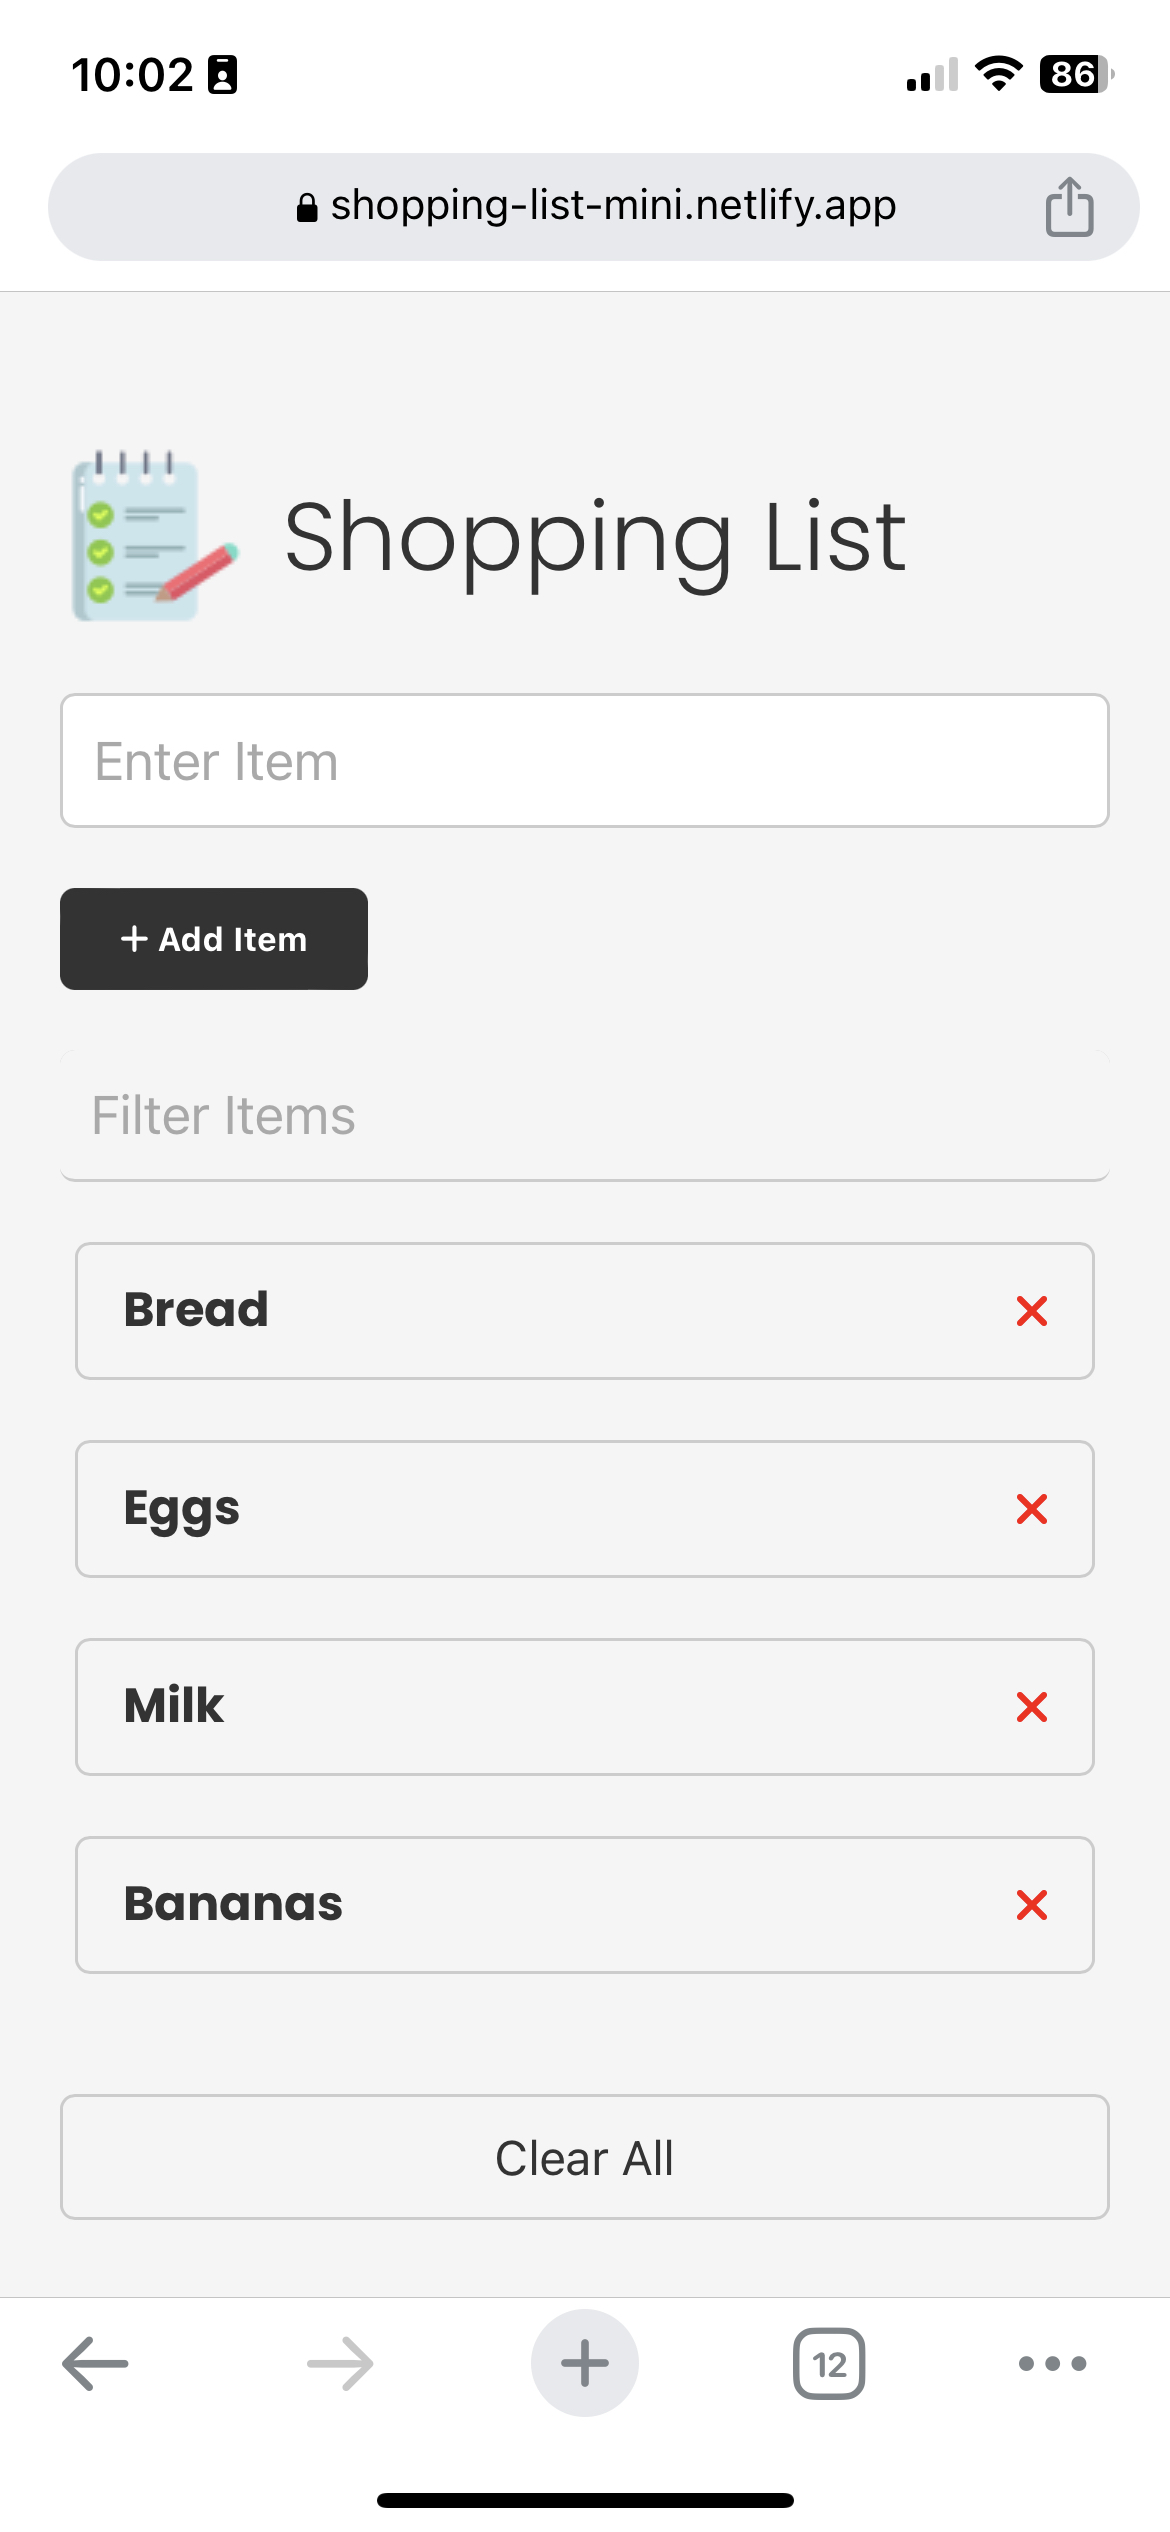 10:02
86
shopping-list-mini.netlify.app
Shopping List
Enter Item
+ Add Item
Filter Items
Bread
Eggs
Milk
Bananas
Clear All
12